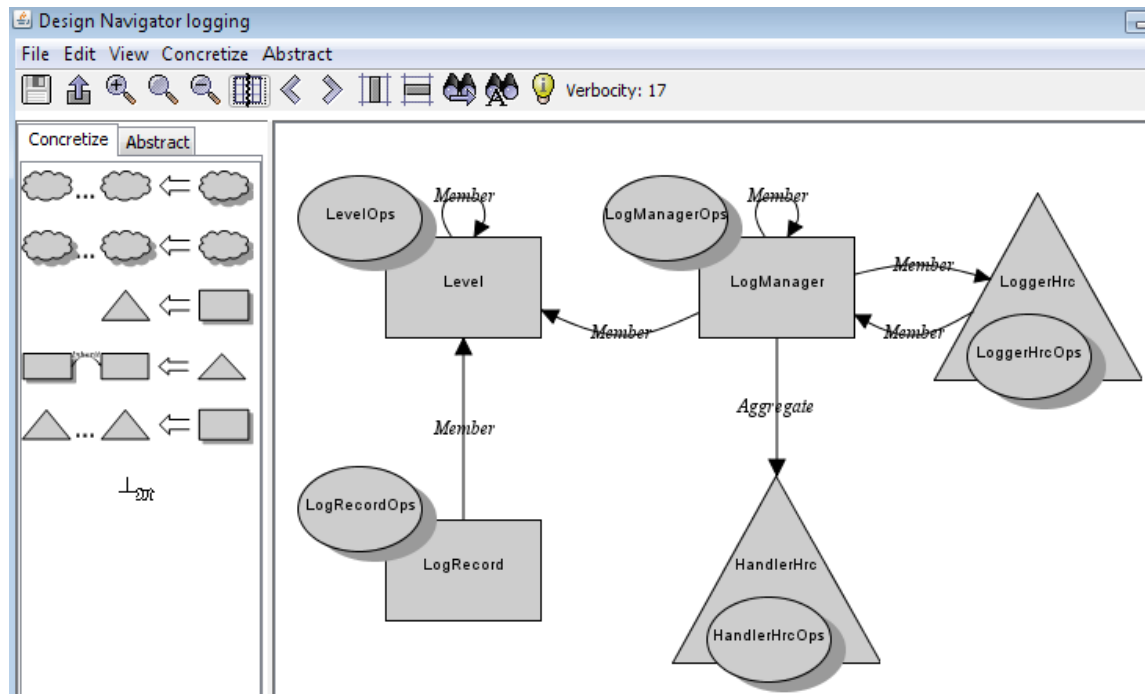 Design Navigator logging
File Edit View Concretize Abstract
Verbocity: 17
Concretize Abstract
LevelOps
Member
Level
LogManagerOps
Member
LogManager
Member
LoggerHrc
Member
Member
LoggerHrcOps
Aggregate
Member
LogRecordOps
LogRecord
HandlerHrc
HandlerHrcOps